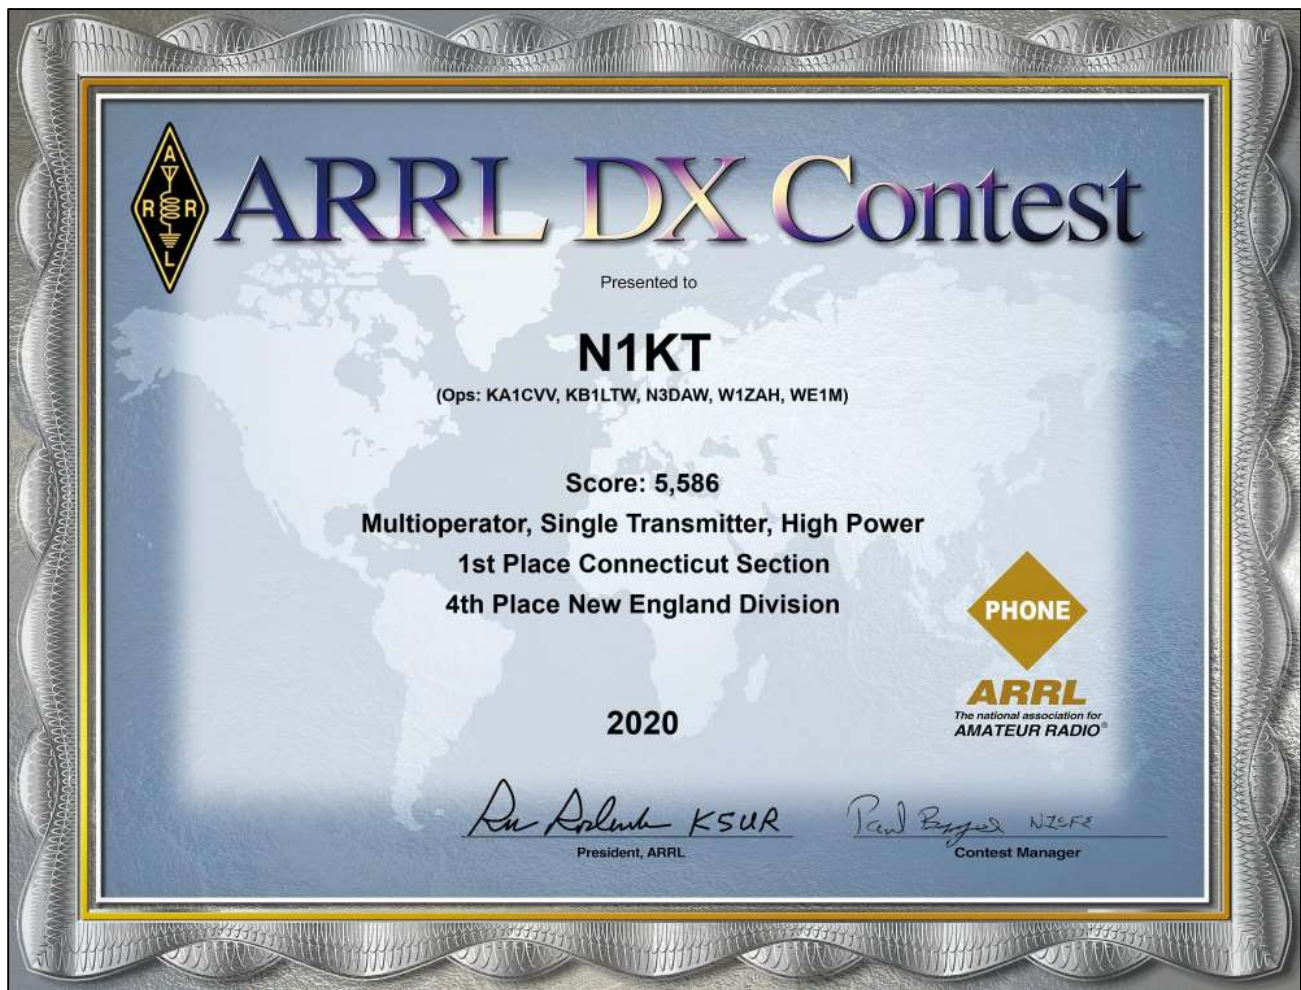 ARRL DX Contest
A
R R
L
Presented to
N1KT
(Ops: KA1CVV, KB1LTW, N3DAW, W1ZAH, WE1M)
Score: 5,586
Multioperator, Single Transmitter, High Power
1st Place Connecticut Section
4th Place New England Division
PHONE
ARRL
The national association for
AMATEUR RADIO®
2020
K5UR
Paul
President, ARRL
Contest Manager